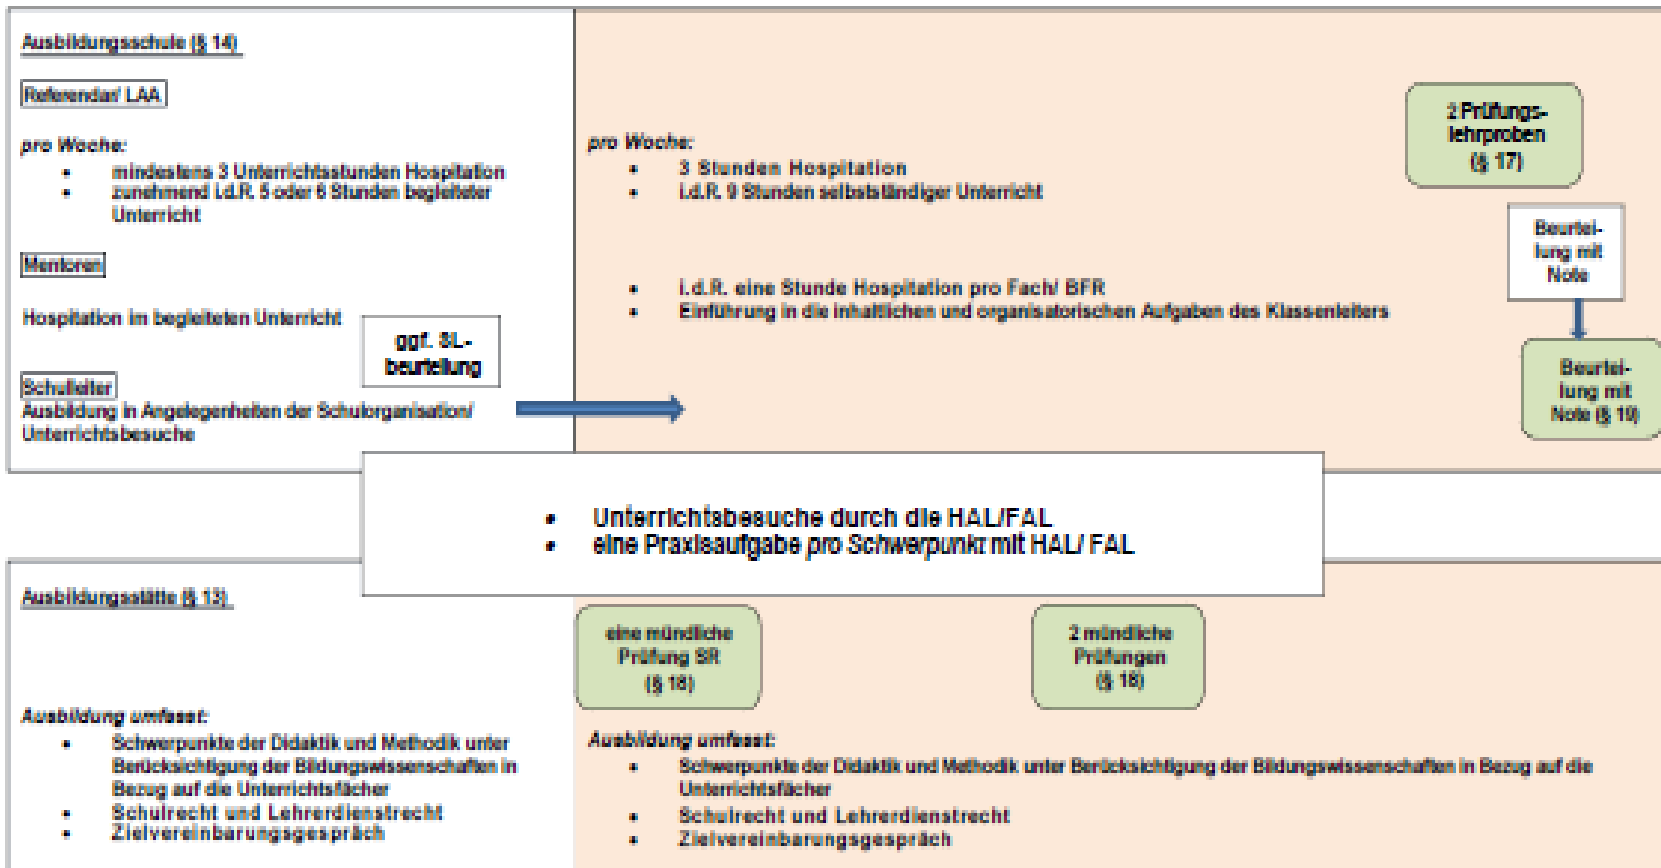 Ausbildungsschule (§ 14)
Referendar/ LAA
pro Woche:
• mindestens 3 Unterrichtsstunden Hospitation
• zunehmend i.d.R. 5 oder 6 Stunden begleiteter
Unterricht
Mentoren
Hospitation im begleiteten Unterricht
ggf. SL-
beurteilung
Schulleiter
Ausbildung in Angelegenheiten der Schulorganisation/
Unterrichtsbesuche
pro Woche:
• 3 Stunden Hospitation
• i.d.R. 9 Stunden selbstständiger Unterricht
• i.d.R. eine Stunde Hospitation pro Fach/ BFR
• Einführung in die inhaltlichen und organisatorischen Aufgaben des Klassenleiters
2 Prüfungs-
lehrproben
(§ 17)
Beurtei-
lung mit
Note
Beurtei-
lung mit
Note (§ 19)
• Unterrichtsbesuche durch die HAL/FAL
• eine Praxisaufgabe pro Schwerpunkt mit HAL/ FAL
Ausbildungsstätte (§ 13)
Ausbildung umfasst:
• Schwerpunkte der Didaktik und Methodik unter
Berücksichtigung der Bildungswissenschaften in
Bezug auf die Unterrichtsfächer
• Schulrecht und Lehrerdienstrecht
• Zielvereinbarungsgespräch
eine mündliche
Prüfung SR
(§ 18)
2 mündliche
Prüfungen
(§ 18)
Ausbildung umfasst:
• Schwerpunkte der Didaktik und Methodik unter Berücksichtigung der Bildungswissenschaften in Bezug auf die
Unterrichtsfächer
• Schulrecht und Lehrerdienstrecht
• Zielvereinbarungsgespräch